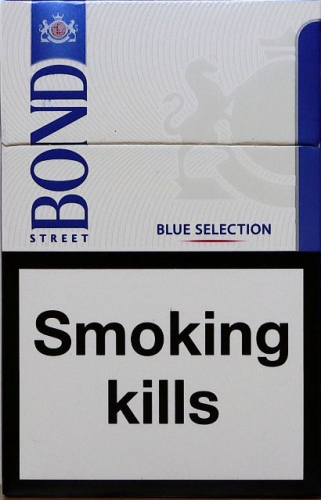 BOND
STREET
BLUE SELECTION
Smoking
kills